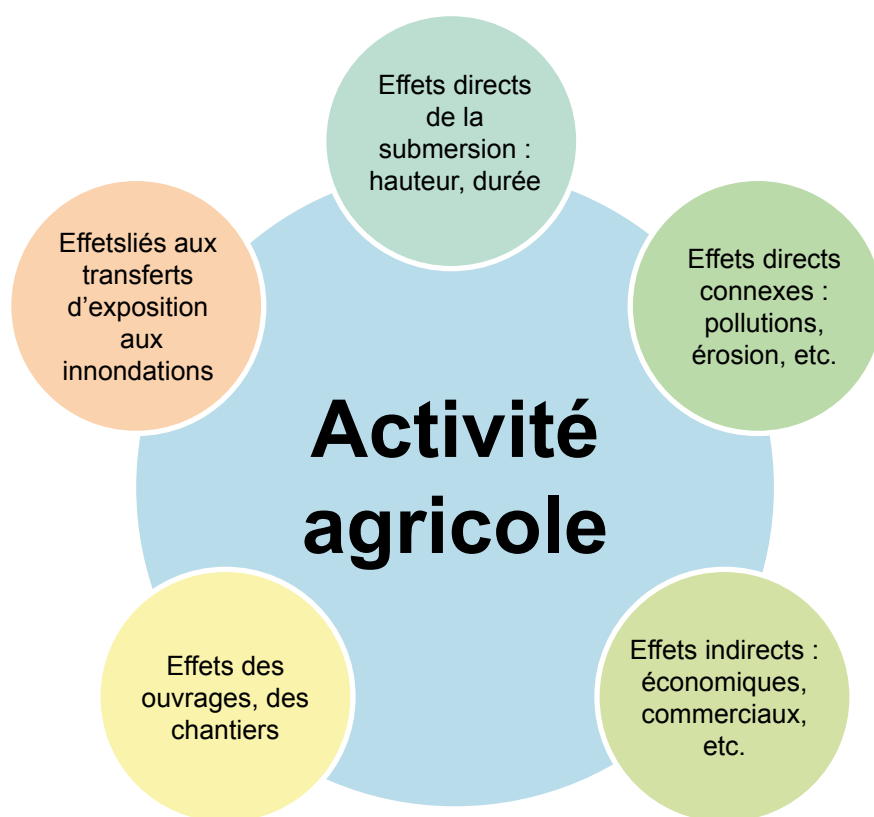 Effets directs
de la
submersion :
hauteur, durée
Effetsliés aux
transferts
d’exposition
aux
innondations
Effets directs
connexes :
pollutions,
érosion, etc.
Activité
agricole
Effets des
ouvrages, des
chantiers
Effets indirects :
économiques,
commerciaux,
etc.